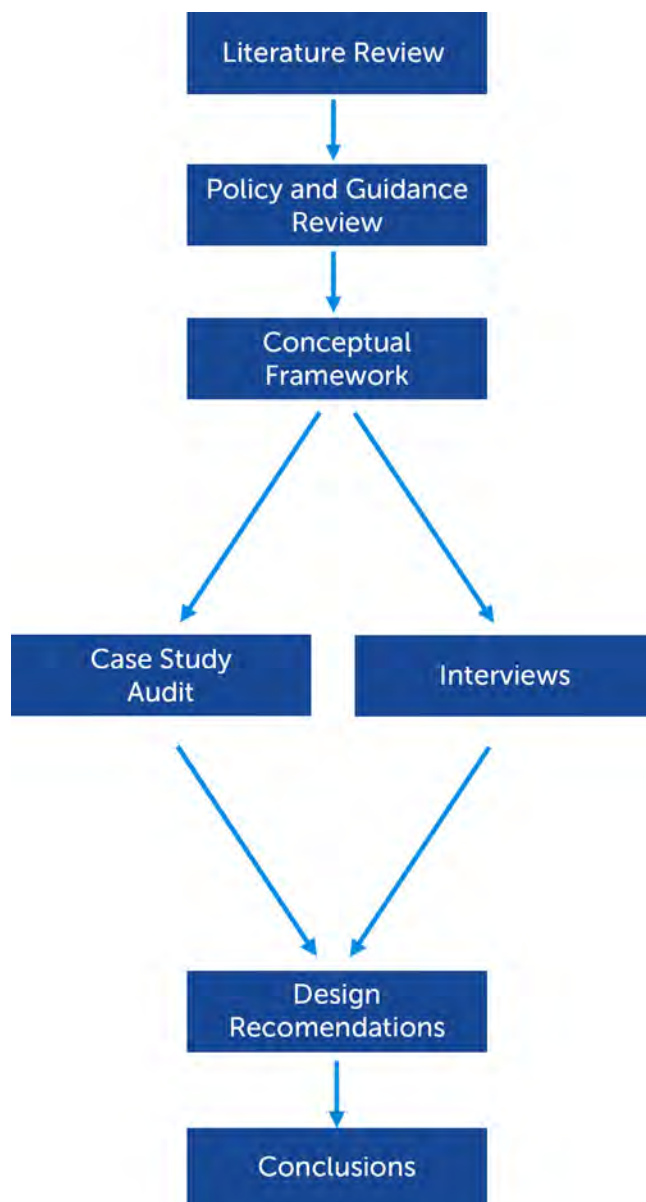 Literature Review
Policy and Guidance
Review
Conceptual
Framework
Case Study
Audit
Interviews
Design
Recomendations
Conclusions